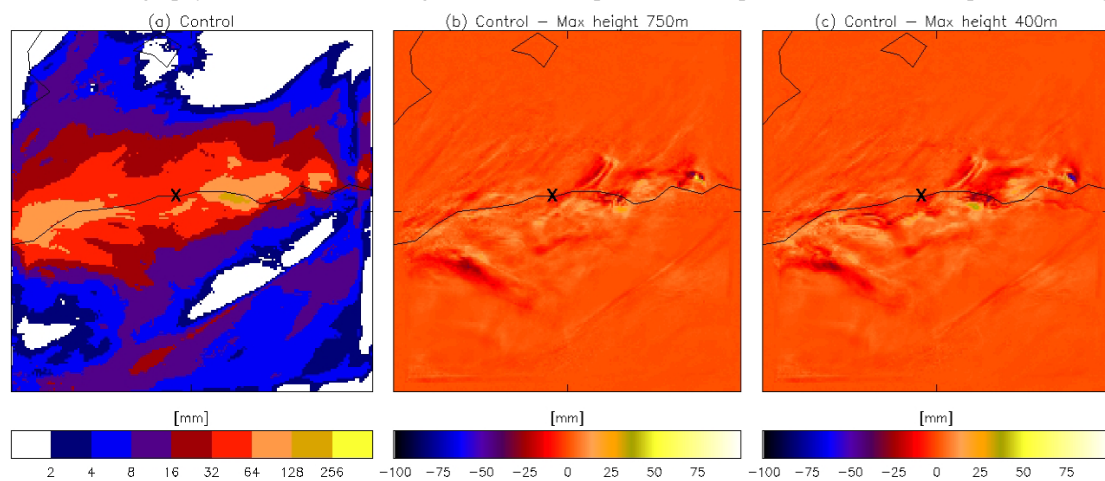 (a) Control
(b) Control – Max height 750m
(c) Control – Max height 400m
X
X
X
[mm]
[mm]
[mm]
2 4 8 16 32 64 128 256
−100 −75 −50 −25 0 25 50 75
−100 −75 −50 −25 0 25 50 75